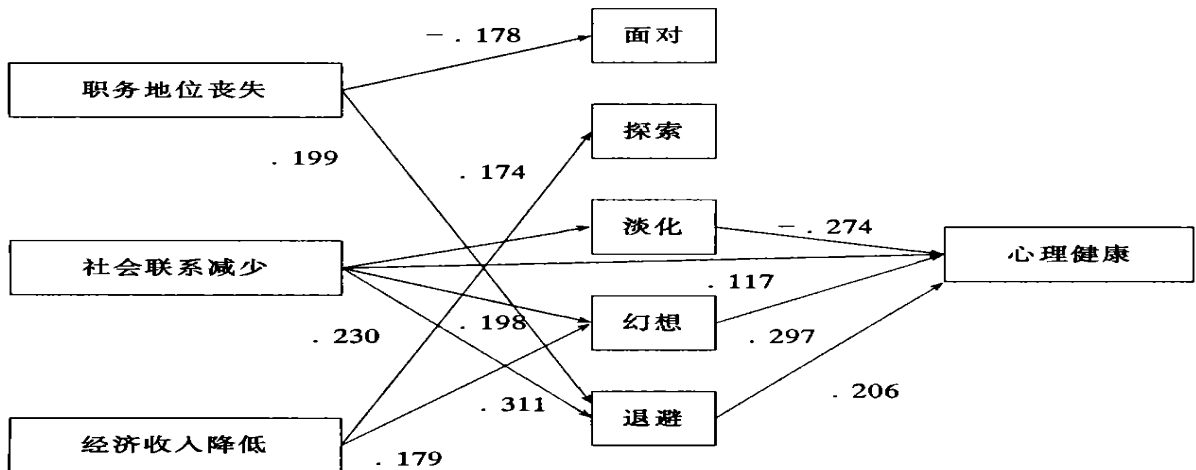 －．178
面对
职务地位丧失
探索
．199
．174
淡化
－．274
社会联系减少
心理健康
．117
．198
幻想
．230
．297
．311
退避
．206
经济收入降低
．179